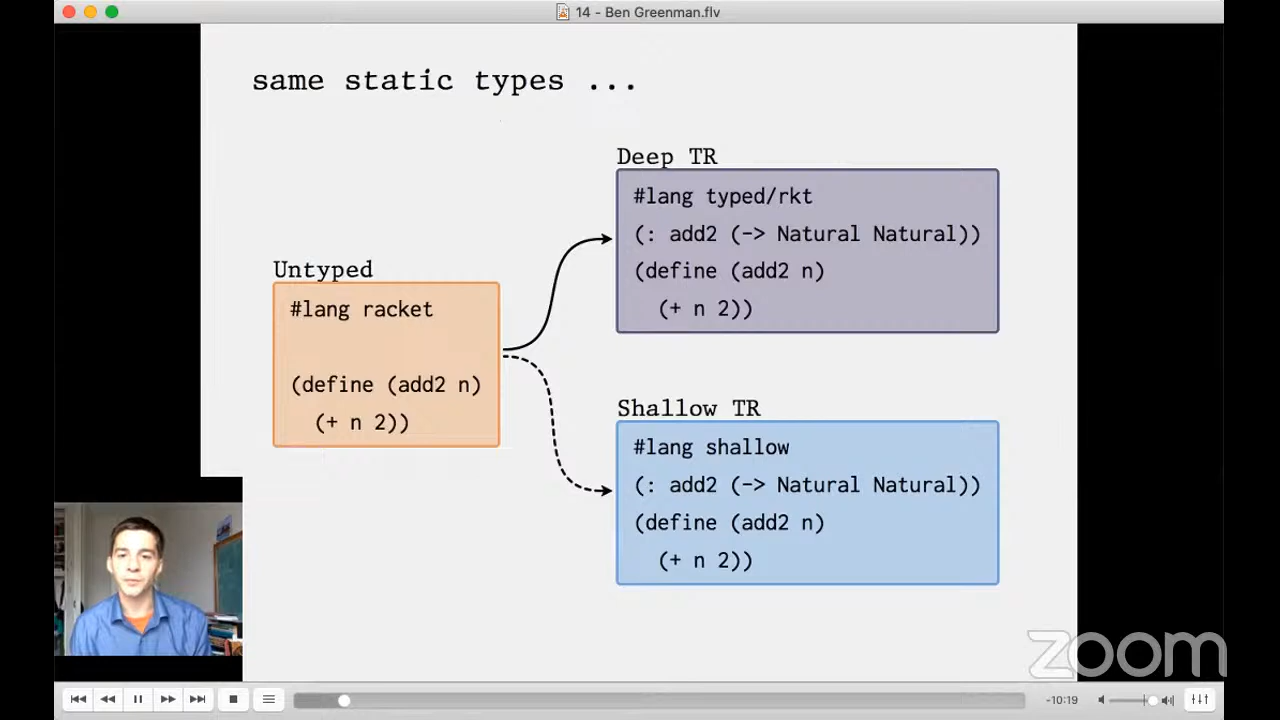 14 - Ben Greenman.flv
same static types ...
Deep TR
#lang typed/rkt
(: add2 (-> Natural Natural))
(define (add2 n)
(+ n 2))
Untyped
#lang racket
(define (add2 n)
(+ n 2))
Shallow TR
#lang shallow
(: add2 (-> Natural Natural))
(define (add2 n)
(+ n 2))
zoom
-10:19